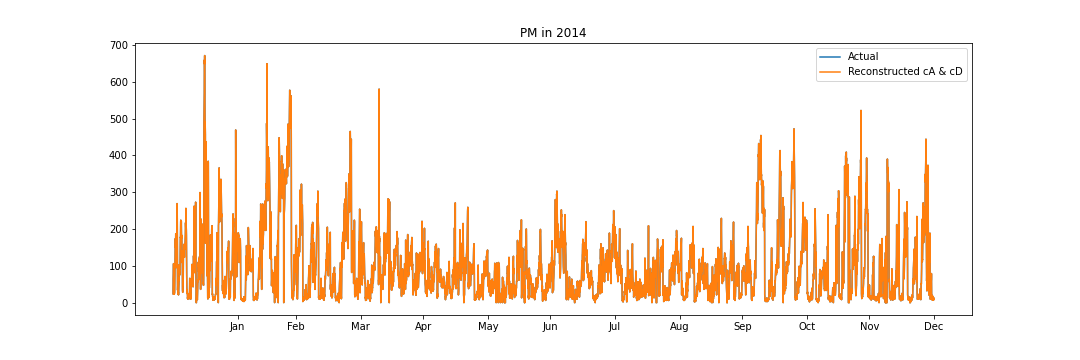 PM in 2014
700
600
500
400
300
200
100
0
Actual
Reconstructed cA & cD
Jan Feb Mar Apr May Jun Jul Aug Sep Oct Nov Dec